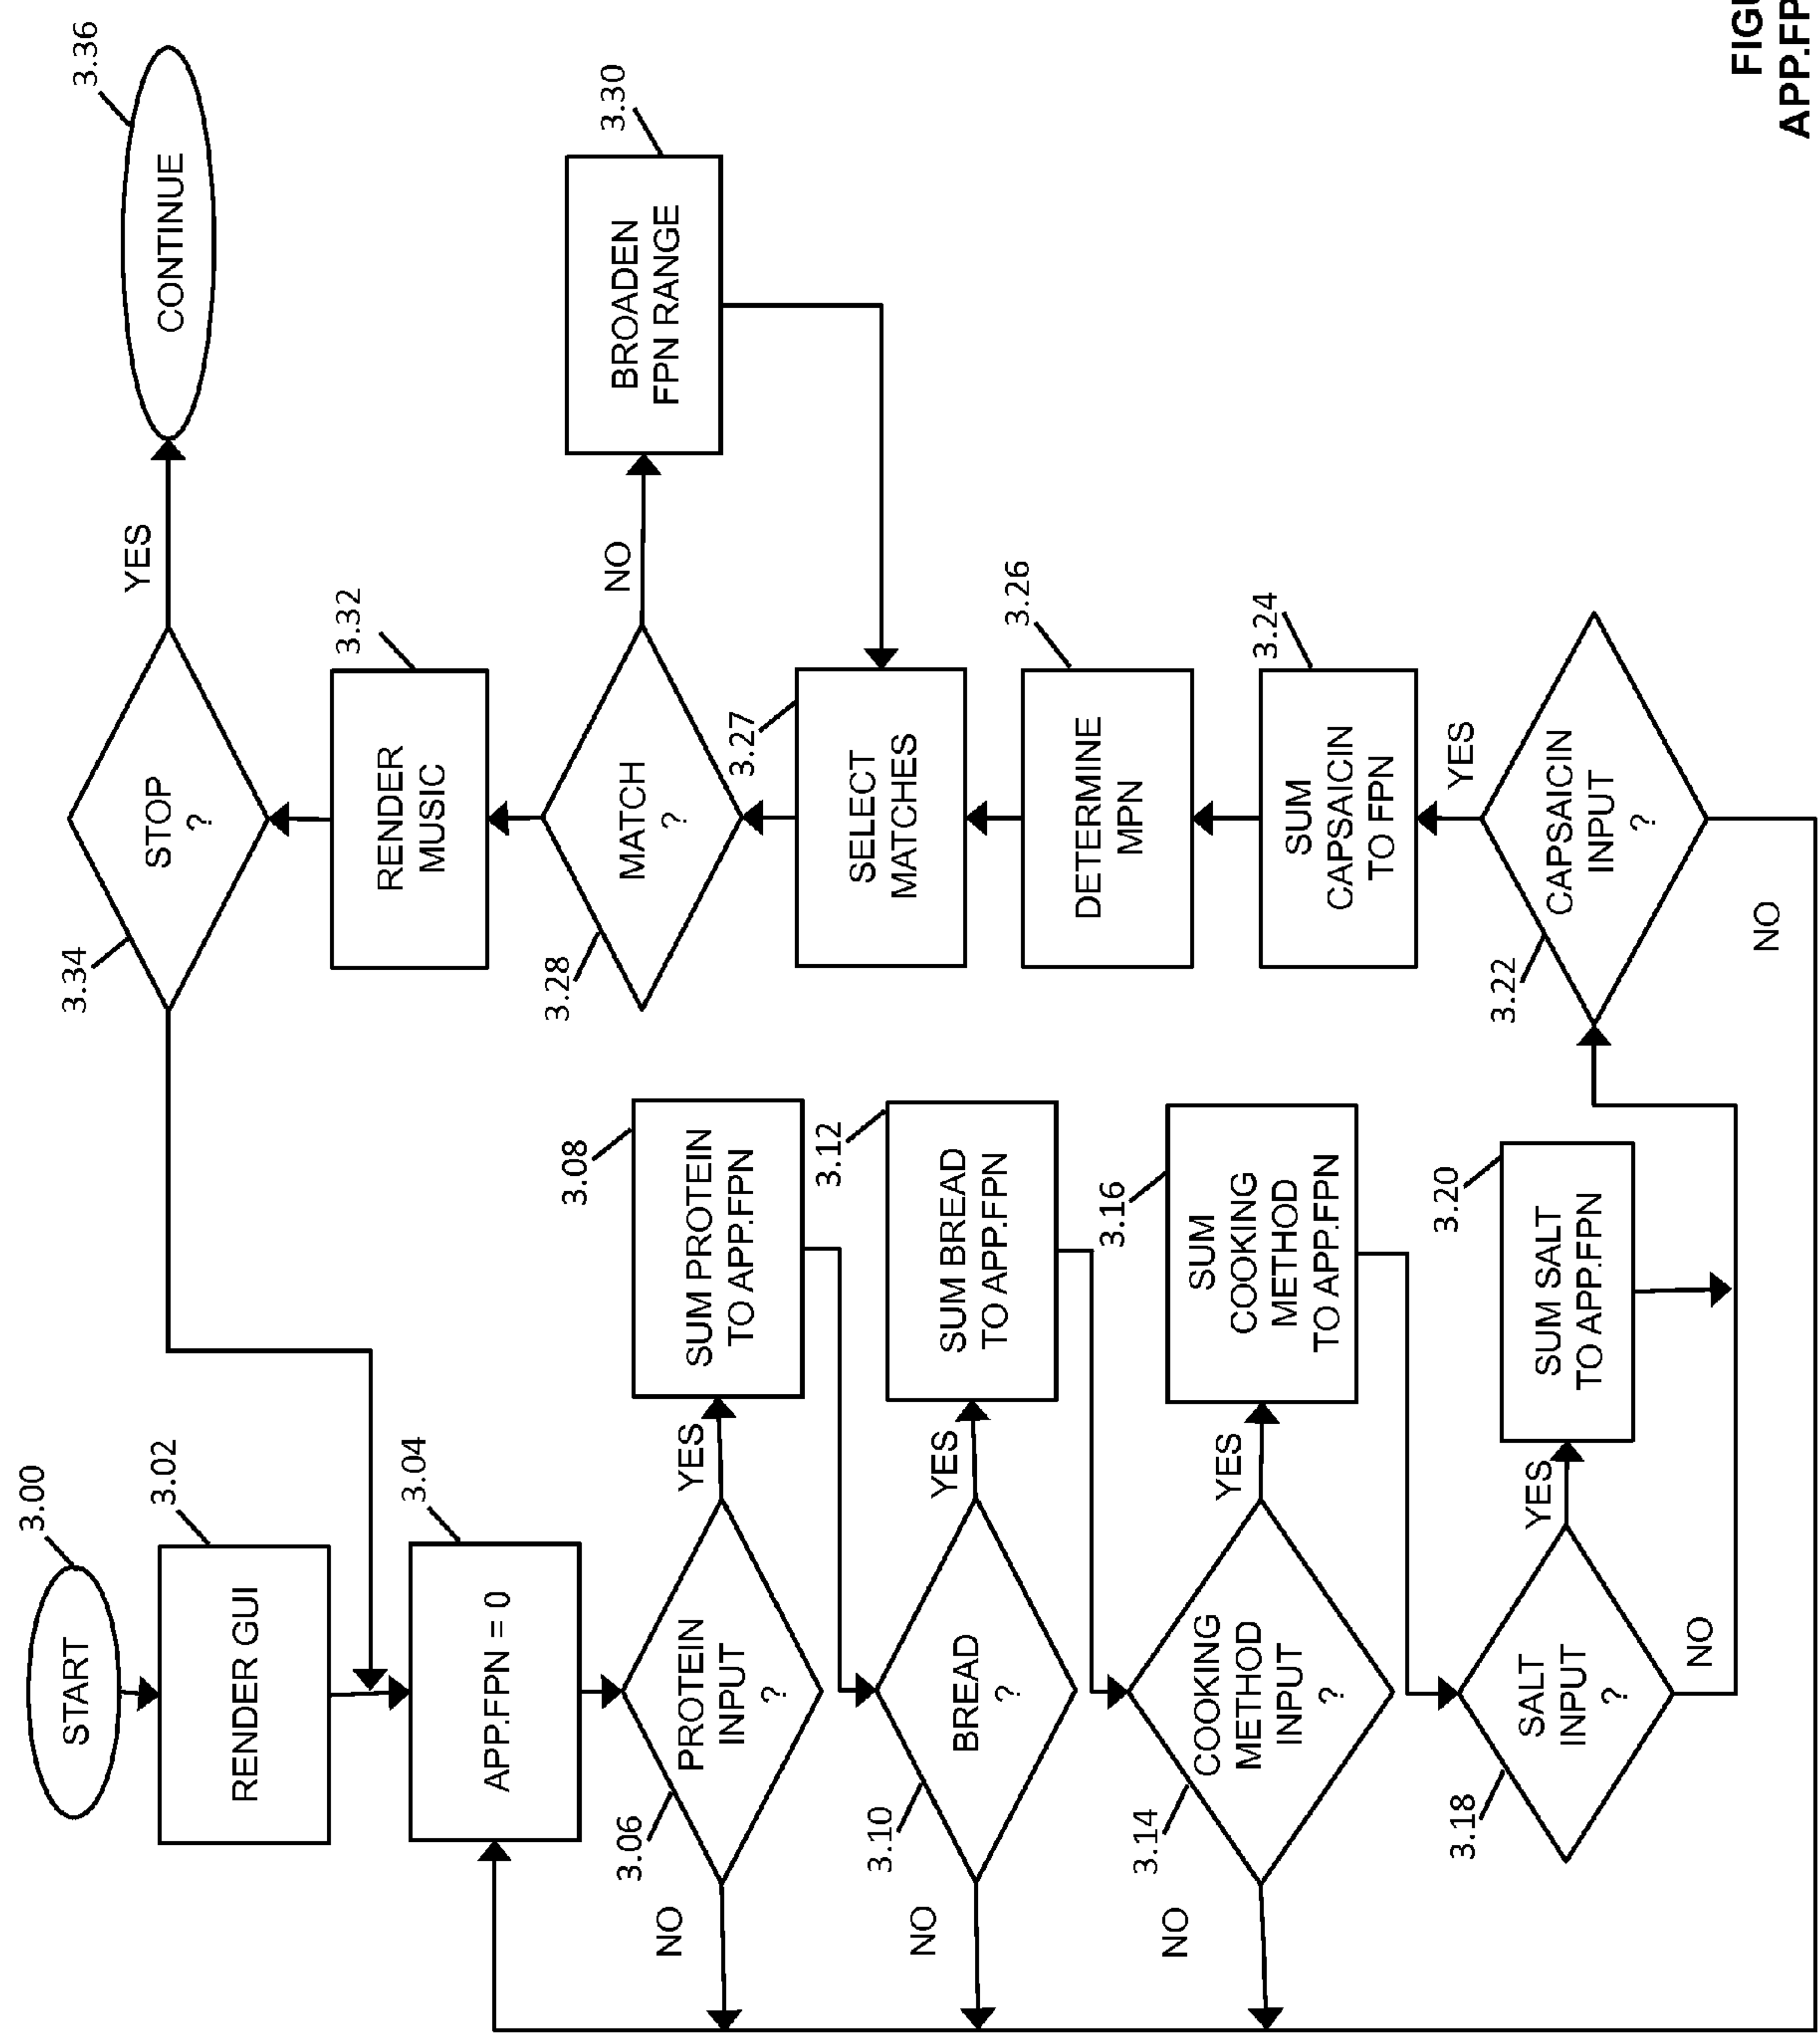 3.00
START
3.02
RENDER GUI
3.04
APP.FPN = 0
3.06
PROTEIN
INPUT
?
NO
YES
3.08
SUM PROTEIN
TO APP.FPN
3.10
BREAD
?
NO
YES
3.12
SUM BREAD
TO APP.FPN
3.14
COOKING
METHOD
INPUT
?
NO
YES
3.16
SUM
COOKING
METHOD
TO APP.FPN
3.18
SALT
INPUT
?
NO
YES
3.20
SUM SALT
TO APP.FPN
3.22
CAPSAICIN
INPUT
?
NO
YES
3.24
SUM
CAPSAICIN
TO FPN
3.26
DETERMINE
MPN
3.27
SELECT
MATCHES
3.28
MATCH
?
NO
3.30
BROADEN
FPN RANGE
3.32
RENDER
MUSIC
3.34
STOP
?
YES
3.36
CONTINUE
APP.FP